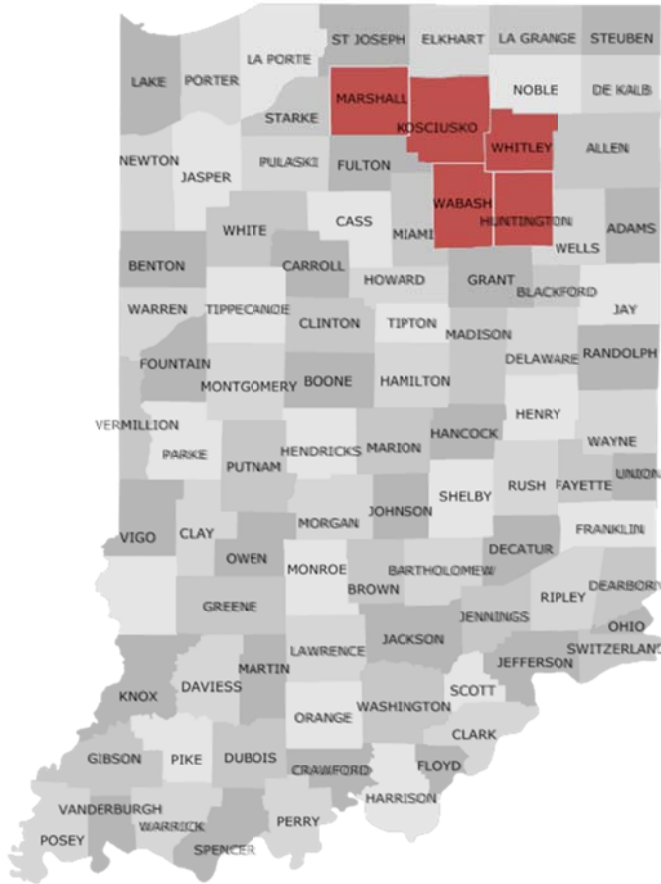 ST JOSEPH
ELKHART
LA GRANGE
STEUBEN
LA PORTE
LAKE
PORTER
NOBLE
DE KALB
MARSHALL
STARKE
KOSCIUSKO
WHITLEY
ALLEN
NEWTON
JASPER
PULASKI
FULTON
WABASH
HUNTINGTON
CASS
WHITE
MIAMI
WELLS
ADAMS
BENTON
CARROLL
HOWARD
GRANT
BLACKFORD
JAY
WARREN
TIPPECANOE
CLINTON
TIPTON
MADISON
DELAWARE
RANDOLPH
FOUNTAIN
MONTGOMERY
BOONE
HAMILTON
HENRY
VERMILLION
PARKE
PUTNAM
HENDRICKS
MARION
HANCOCK
WAYNE
SHELBY
RUSH
FAYETTE
UNION
VIGO
CLAY
MORGAN
JOHNSON
FRANKLIN
OWEN
MONROE
BROWN
BARTHOLOMEW
DECATUR
DEARBORN
RIPLEY
GREENE
JENNINGS
OHIO
JACKSON
LAWRENCE
SWITZERLAND
JEFFERSON
KNOX
DAVIESS
MARTIN
SCOTT
WASHINGTON
ORANGE
CLARK
GIBSON
PIKE
DUBOIS
CRAWFORD
FLOYD
HARRISON
VANDERBURGH
WARRICK
PERRY
POSEY
SPENCER